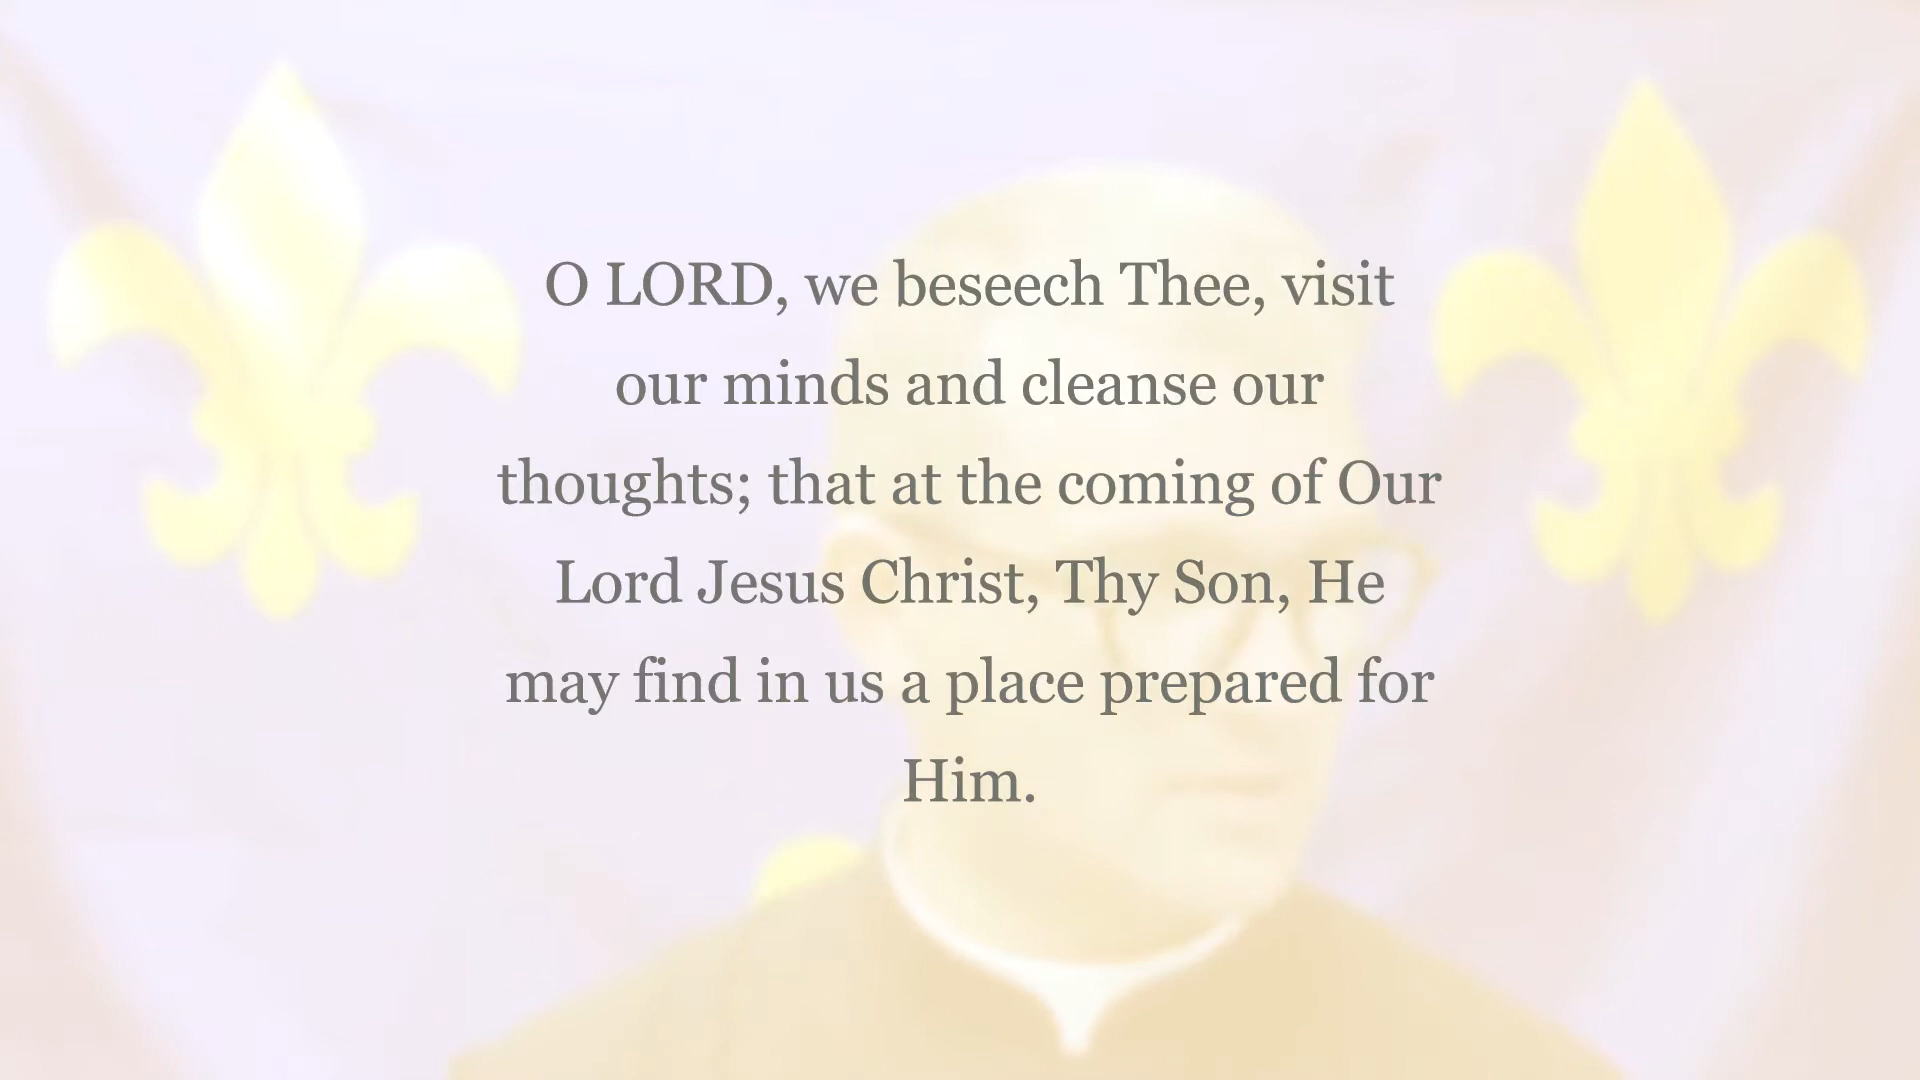 O LORD, we beseech Thee, visit
our minds and cleanse our
thoughts; that at the coming of Our
Lord Jesus Christ, Thy Son, He
may find in us a place prepared for
Him.